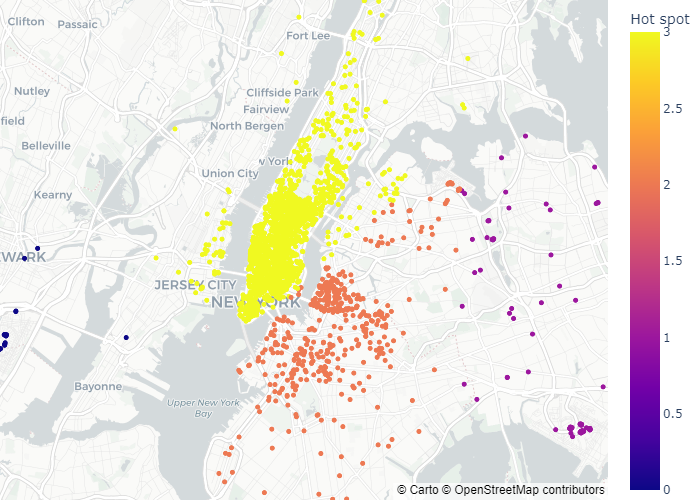 Hot spot
Clifton
Passaic
Fort Lee
3
Nutley
Cliffside Park
Fairview
2.5
field
North Bergen
Belleville
w York
Union City
2
Kearny
WARK
1.5
JERSEY CITY
NEW YORK
1
Bayonne
Upper New York
Bay
0.5
© Carto © OpenStreetMap contributors
0